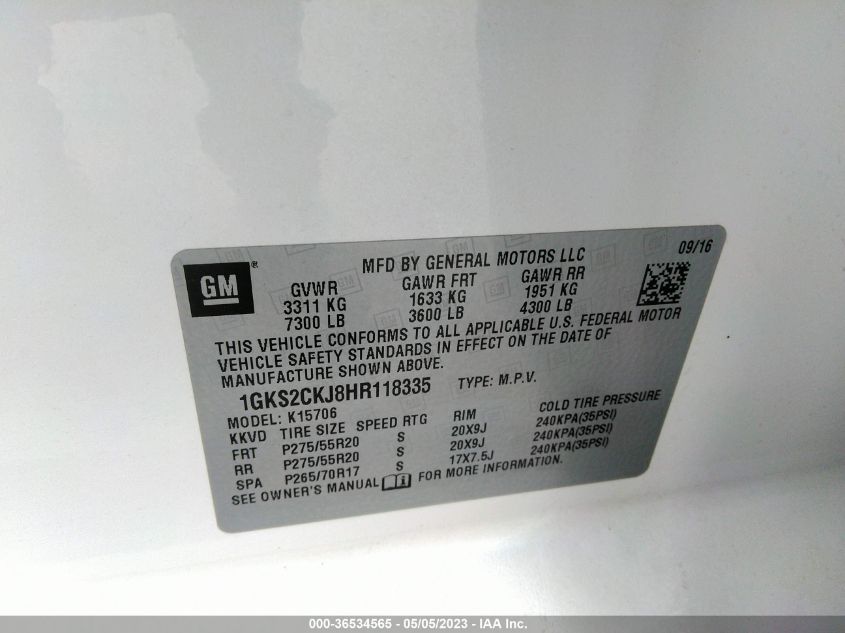 GM®
MFD BY GENERAL MOTORS LLC
09/16
GVWR GAWR FRT GAWR RR
3311 KG 1633 KG 1951 KG
7300 LB 3600 LB 4300 LB
THIS VEHICLE CONFORMS TO ALL APPLICABLE U.S. FEDERAL MOTOR
VEHICLE SAFETY STANDARDS IN EFFECT ON THE DATE OF
MANUFACTURE SHOWN ABOVE.
1GKS2CKJ8HR118335 TYPE: M.P.V.
MODEL: K15706
KKVD TIRE SIZE SPEED RTG RIM COLD TIRE PRESSURE
FRT P275/55R20 S 20X9J 240KPA(35PSI)
RR P275/55R20 S 20X9J 240KPA(35PSI)
SPA P265/70R17 S 17X7.5J 240KPA(35PSI)
SEE OWNER'S MANUAL i FOR MORE INFORMATION.
000-36534565 - 05/05/2023 - IAA Inc.